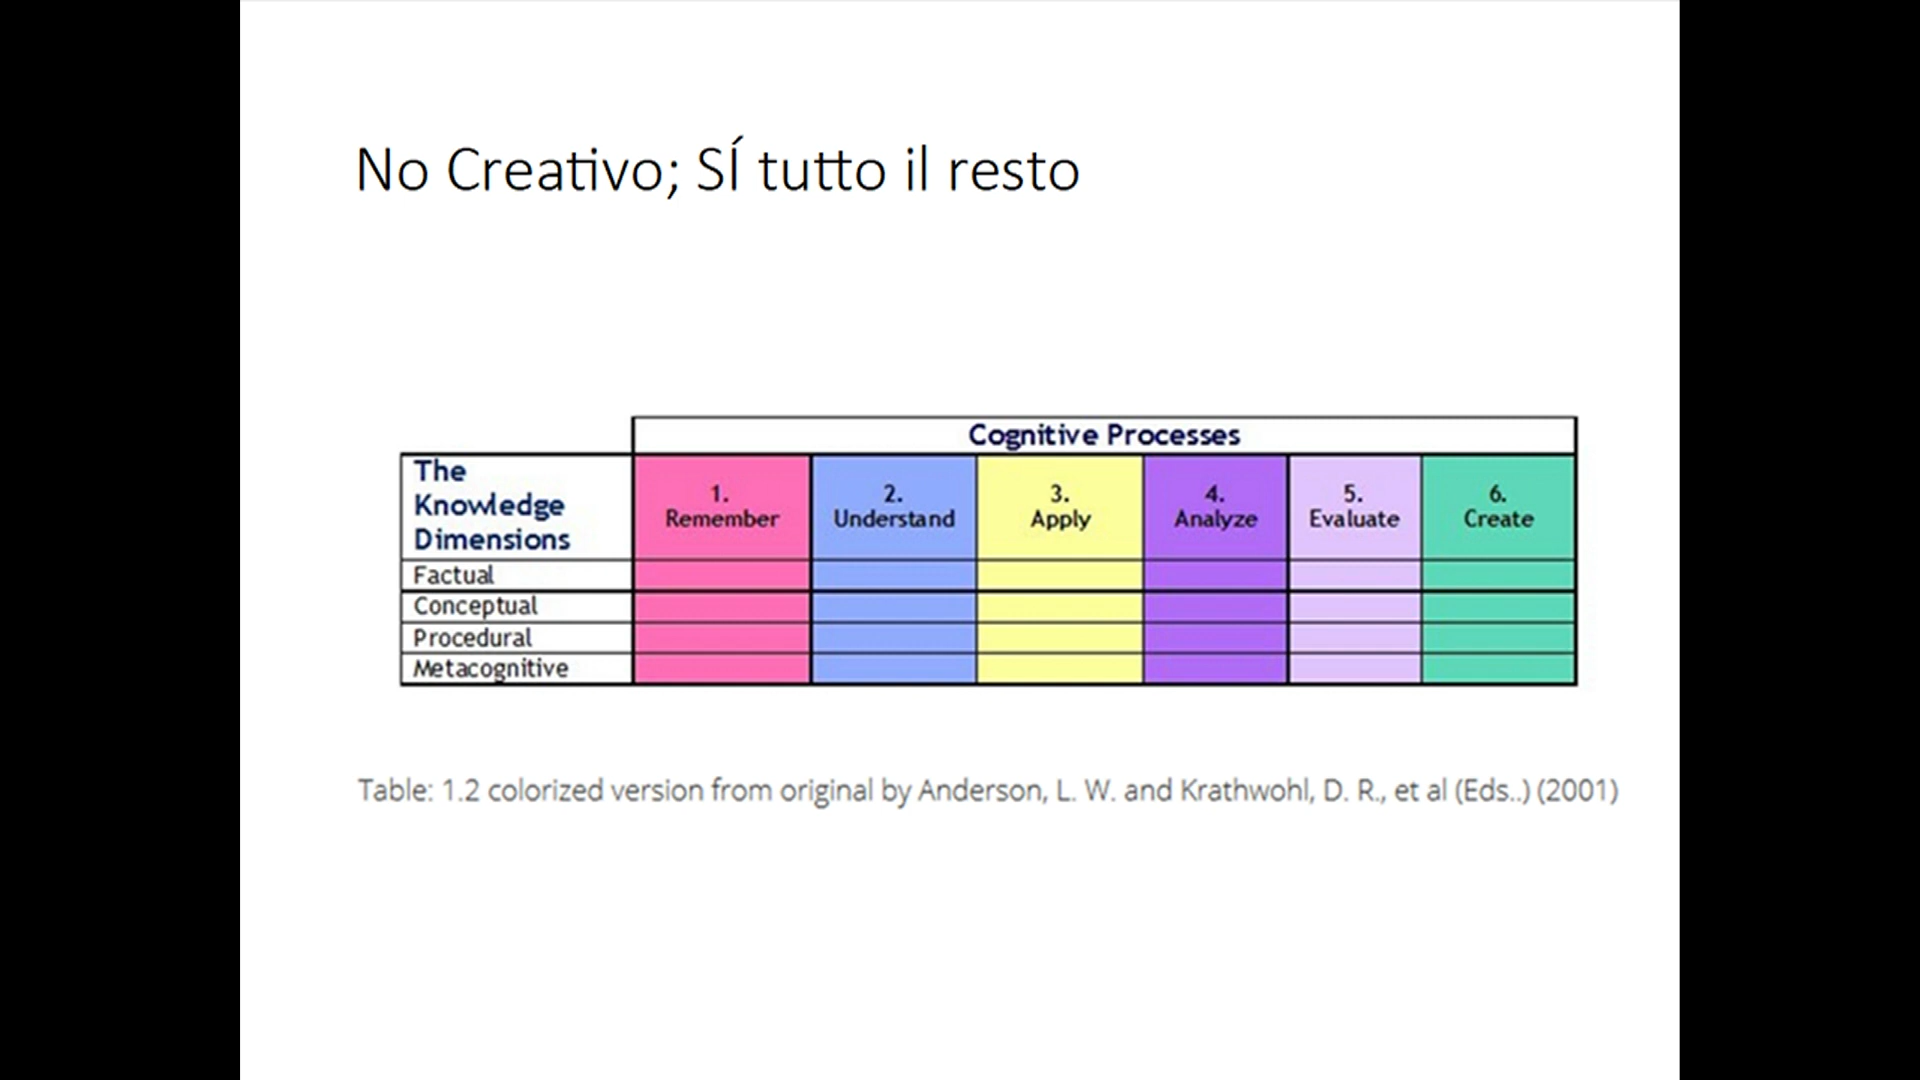 No Creativo; SÍ tutto il resto
Cognitive Processes
The
Knowledge
Dimensions
1.
Remember
2.
Understand
3.
Apply
4.
Analyze
5.
Evaluate
6.
Create
Factual
Conceptual
Procedural
Metacognitive
Table: 1.2 colorized version from original by Anderson, L. W. and Krathwohl, D. R., et al (Eds..) (2001)